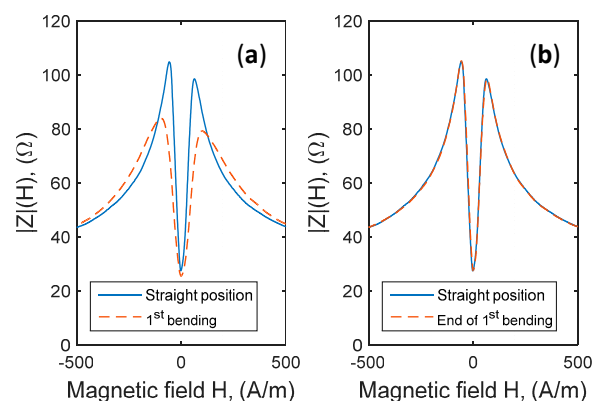 120
100
80
60
40
20
0
|Z|(H), (Ω)
(a)
Straight position
1st bending
-500 0 500
Magnetic field H, (A/m)
120
100
80
60
40
20
0
|Z|(H), (Ω)
(b)
Straight position
End of 1st bending
-500 0 500
Magnetic field H, (A/m)